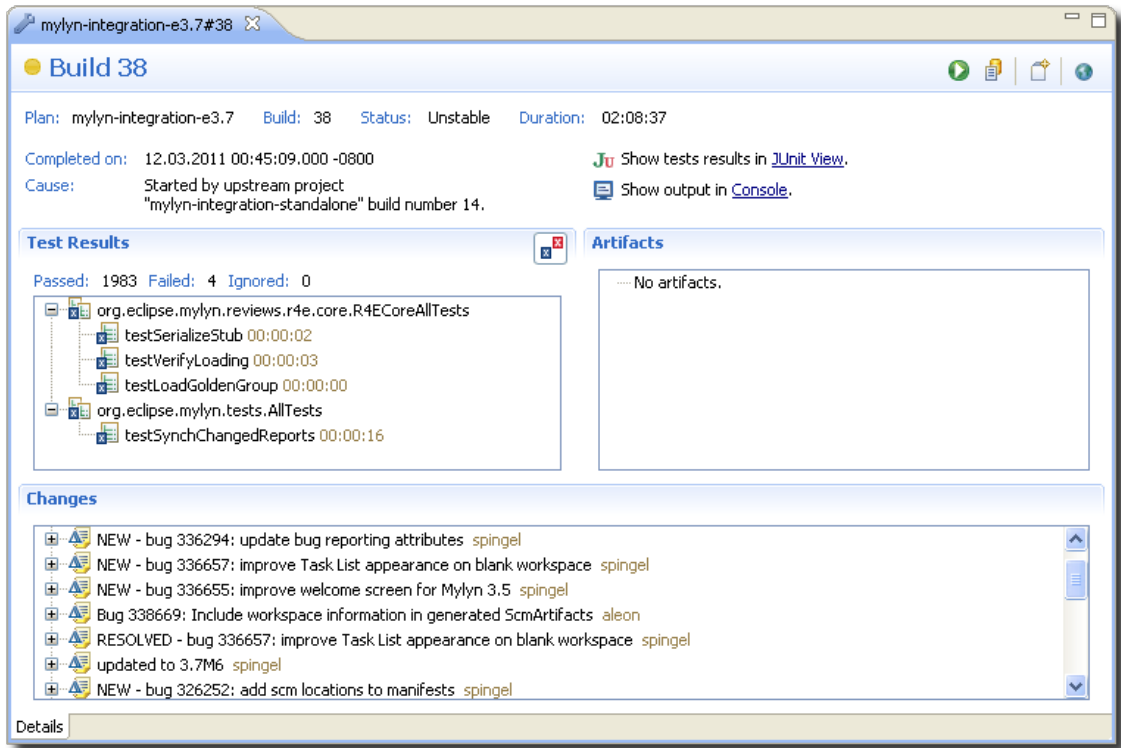 mylyn-integration-e3.7#38
Build 38
Plan: mylyn-integration-e3.7 Build: 38 Status: Unstable Duration: 02:08:37
Completed on: 12.03.2011 00:45:09.000 -0800
Cause: Started by upstream project
"mylyn-integration-standalone" build number 14.
Ju Show tests results in JUnit View.
Show output in Console.
Test Results
Passed: 1983 Failed: 4 Ignored: 0
org.eclipse.mylyn.reviews.r4e.core.R4ECoreAllTests
testSerializeStub 00:00:02
testVerifyLoading 00:00:03
testLoadGoldenGroup 00:00:00
org.eclipse.mylyn.tests.AllTests
testSynchChangedReports 00:00:16
Artifacts
No artifacts.
Changes
NEW - bug 336294: update bug reporting attributes spingel
NEW - bug 336657: improve Task List appearance on blank workspace spingel
NEW - bug 336655: improve welcome screen for Mylyn 3.5 spingel
Bug 338669: Include workspace information in generated ScmArtifacts aleon
RESOLVED - bug 336657: improve Task List appearance on blank workspace spingel
updated to 3.7M6 spingel
NEW - bug 326252: add scm locations to manifests spingel
Details